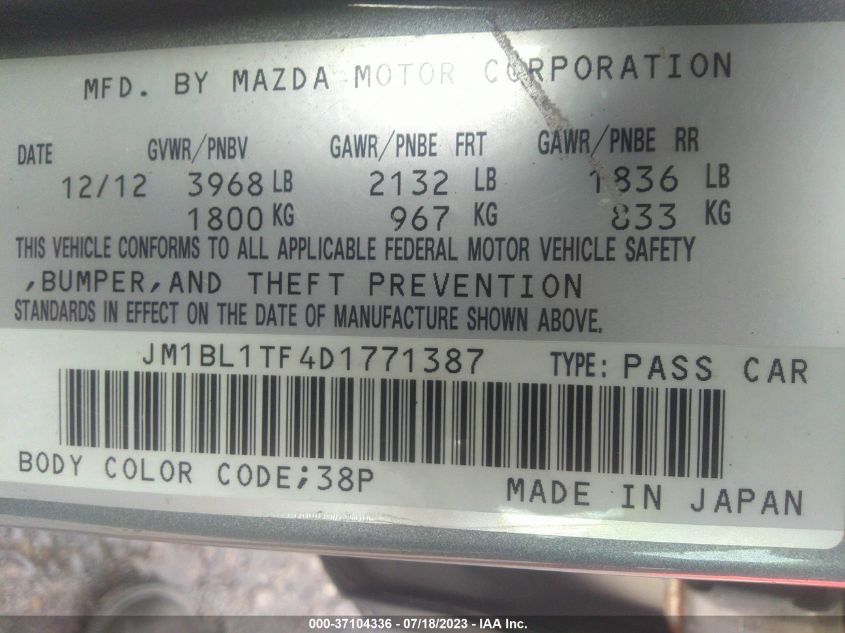 MFD. BY MAZDA MOTOR CORPORATION
DATE GVWR/PNBV GAWR/PNBE FRT GAWR/PNBE RR
12/12 3968 LB 2132 LB 1836 LB
1800 KG 967 KG 833 KG
THIS VEHICLE CONFORMS TO ALL APPLICABLE FEDERAL MOTOR VEHICLE SAFETY
,BUMPER,AND THEFT PREVENTION
STANDARDS IN EFFECT ON THE DATE OF MANUFACTURE SHOWN ABOVE.
JM1BL1TF4D1771387 TYPE: PASS CAR
BODY COLOR CODE;38P
MADE IN JAPAN
000-37104336 - 07/18/2023 - IAA Inc.